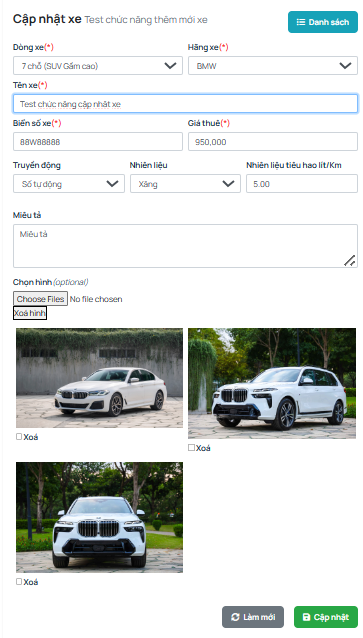 Cập nhật xe Test chức năng thêm mới xe
Danh sách
Dòng xe(*) Hãng xe(*)
7 chỗ (SUV Gầm cao) BMW
Tên xe(*)
Test chức năng cập nhật xe
Biển số xe(*) Giá thuê(*)
88W88888 950,000
Truyền động Nhiên liệu Nhiên liệu tiêu hao lít/Km
Số tự động Xăng 5.00
Miêu tả
Miêu tả
Chọn hình (optional)
Choose Files No file chosen
Xoá hình
Xoá Xoá
Xoá
Làm mới Cập nhật